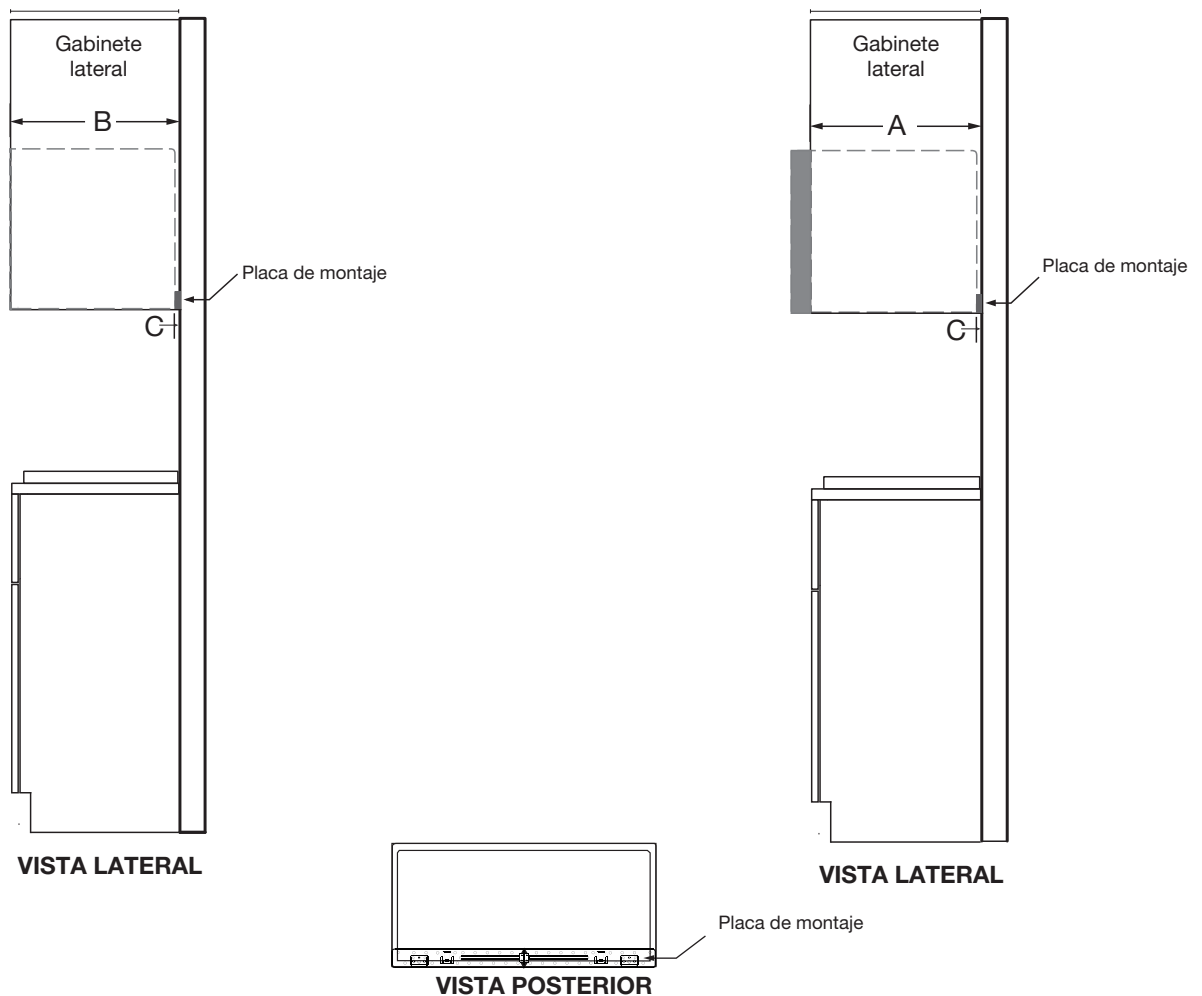 Gabinete
lateral
B
Placa de montaje
C
VISTA LATERAL
Gabinete
lateral
A
Placa de montaje
C
VISTA LATERAL
Placa de montaje
VISTA POSTERIOR